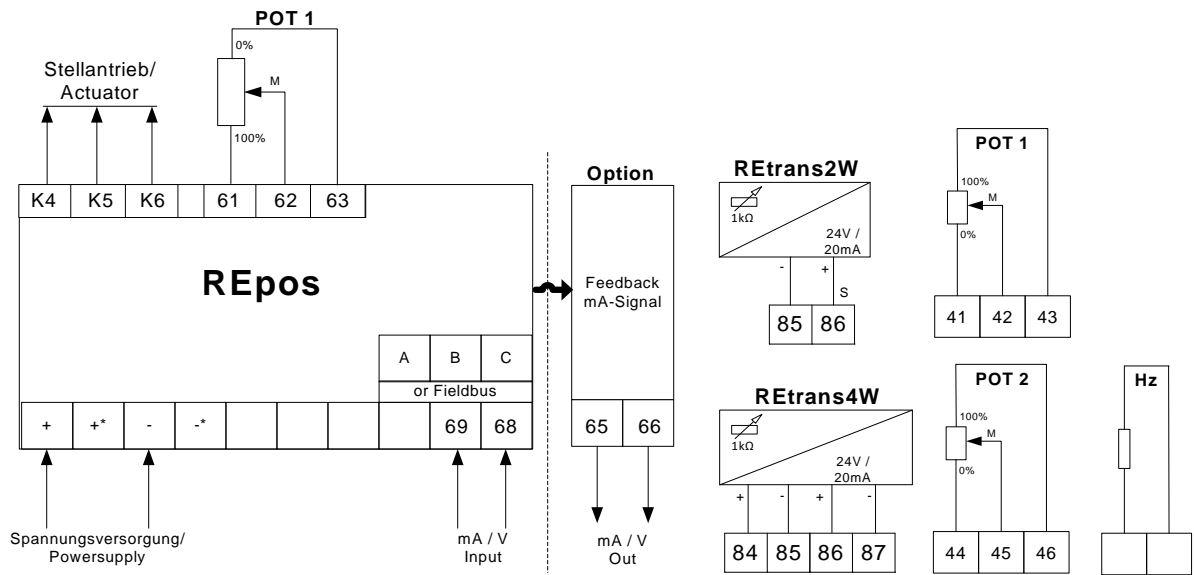 POT 1
0%
M
100%
Stellantrieb/
Actuator
K4 K5 K6 61 62 63
REpos
A B C
or Fieldbus
+ +* - -* 69 68
Spannungsversorgung/
Powersupply
mA / V
Input
Option
Feedback
mA-Signal
65 66
mA / V
Out
REtrans2W
1kΩ
24V /
20mA
- +
S
85 86
POT 1
100%
M
0%
41 42 43
REtrans4W
1kΩ
24V /
20mA
+ - + -
84 85 86 87
POT 2
100%
M
0%
44 45 46
Hz